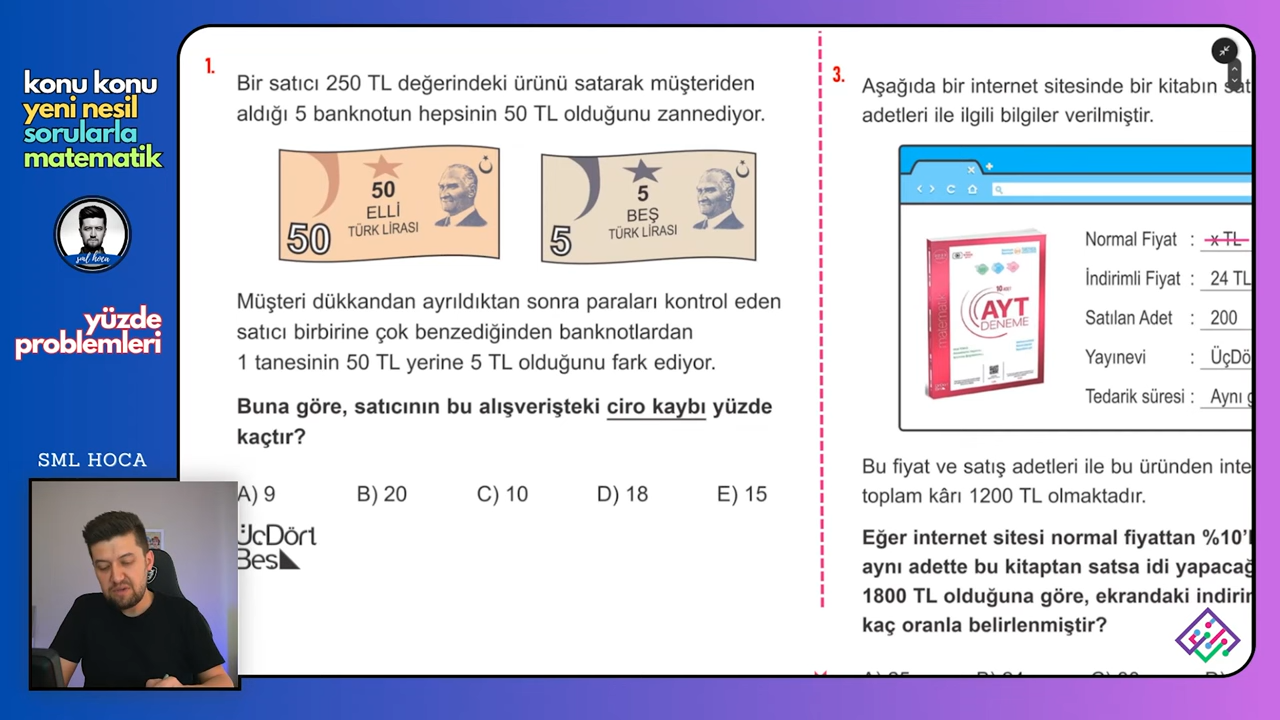 konu konu
yeni nesil
sorularla
matematik
sml hoca
yüzde
problemleri
SML HOCA
1.
Bir satıcı 250 TL değerindeki ürünü satarak müşteriden
aldığı 5 banknotun hepsinin 50 TL olduğunu zannediyor.
50
ELLİ
TÜRK LİRASI
50
5
BEŞ
TÜRK LİRASI
5
Müşteri dükkandan ayrıldıktan sonra paraları kontrol eden
satıcı birbirine çok benzediğinden banknotlardan
1 tanesinin 50 TL yerine 5 TL olduğunu fark ediyor.
Buna göre, satıcının bu alışverişteki ciro kaybı yüzde
kaçtır?
A) 9 B) 20 C) 10 D) 18 E) 15
ÜçDört
Beş
3.
Aşağıda bir internet sitesinde bir kitabın sat
adetleri ile ilgili bilgiler verilmiştir.
matematik
AYT
DENEME
Normal Fiyat : x TL
İndirimli Fiyat : 24 TL
Satılan Adet : 200
Yayınevi : ÜçDö
Tedarik süresi : Aynı g
Bu fiyat ve satış adetleri ile bu üründen inte
toplam kârı 1200 TL olmaktadır.
Eğer internet sitesi normal fiyattan %10'l
aynı adette bu kitaptan satsa idi yapacağ
1800 TL olduğuna göre, ekrandaki indirim
kaç oranla belirlenmiştir?